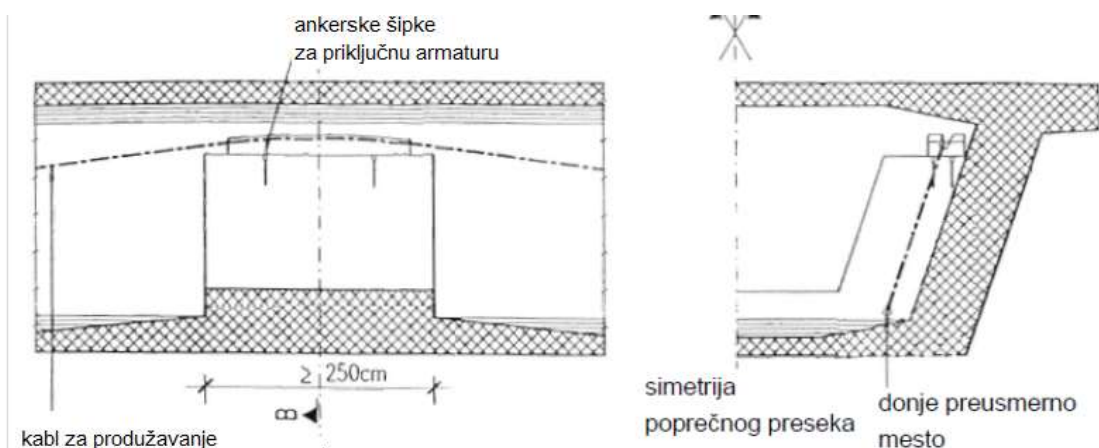 ankerske šipke
za priključnu armaturu
≥ 250cm
B
kabl za produžavanje
simetrija
poprečnog preseka
donje preusmerno
mesto